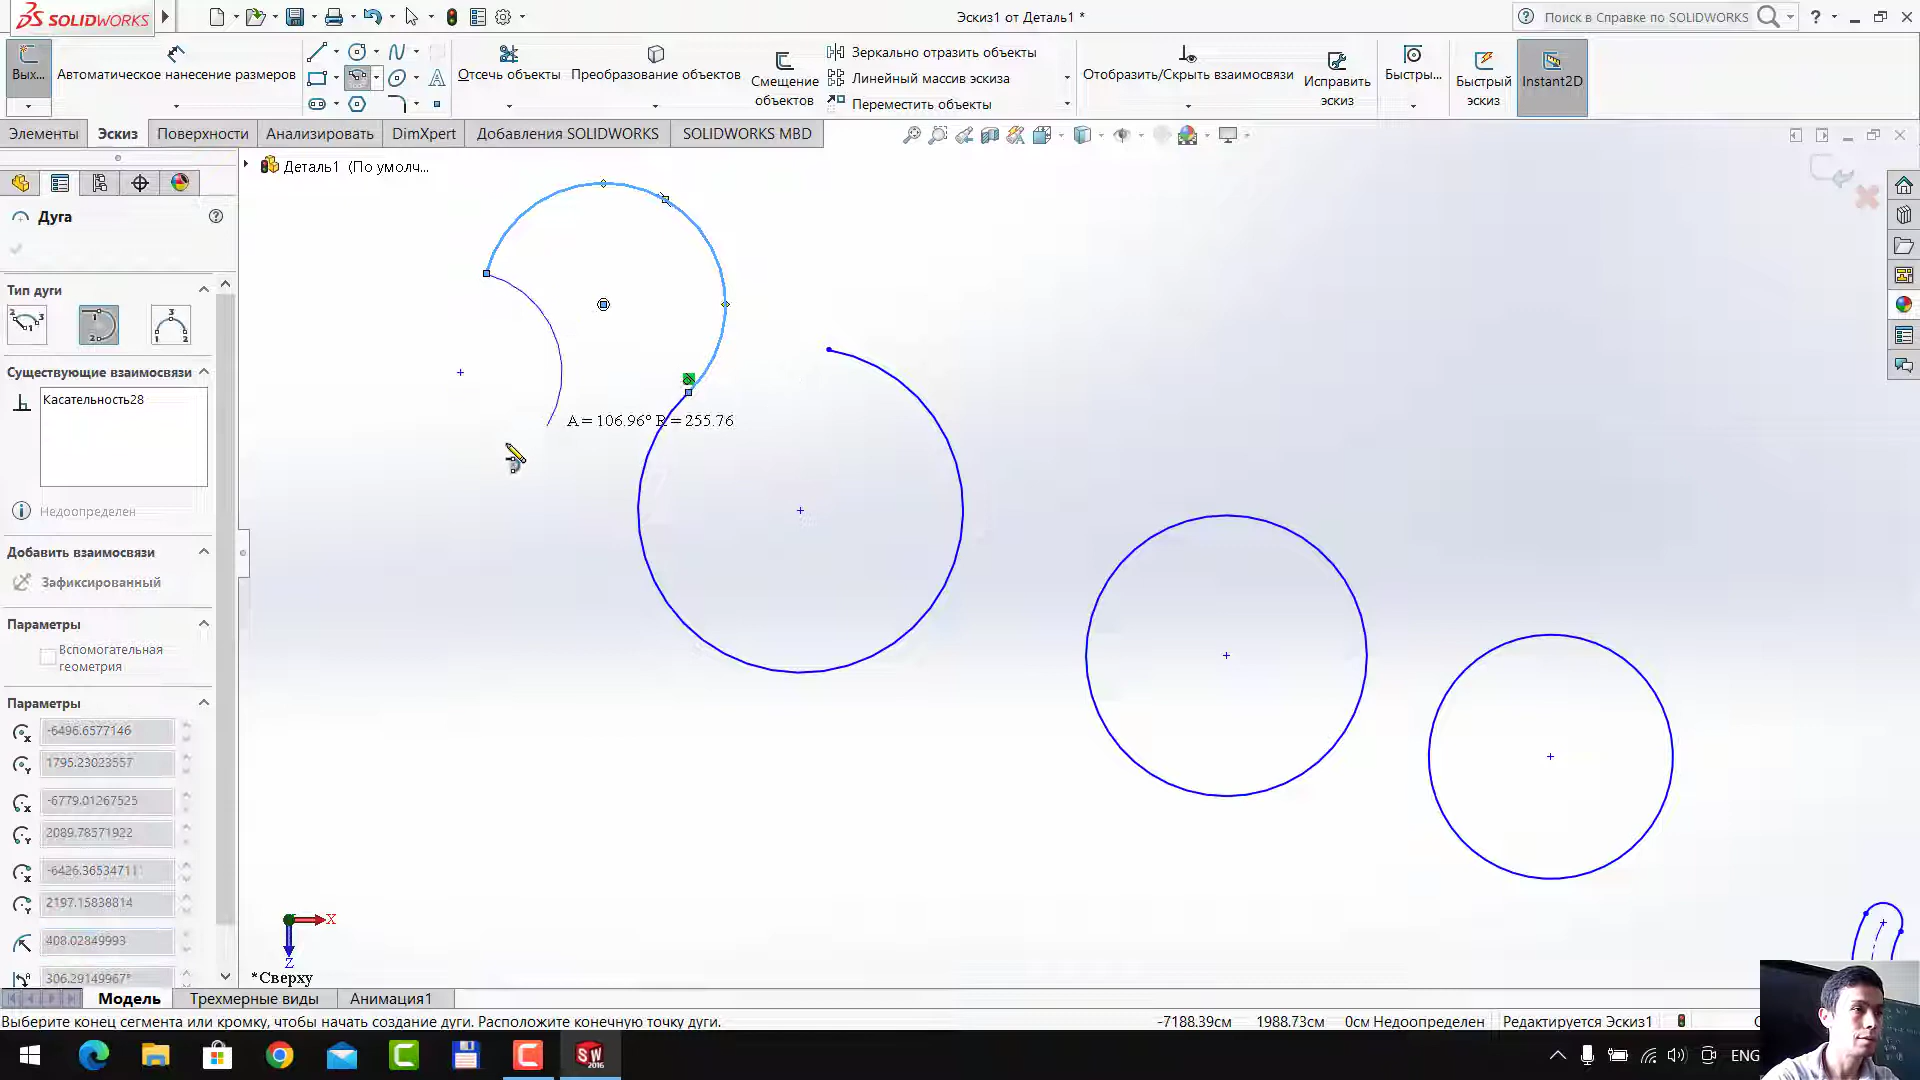 SOLIDWORKS
Эскиз1 от Деталь1 *
Поиск в Справке по SOLIDWORKS
Вых...
Автоматическое нанесение размеров
Отсечь объекты
Преобразование объектов
Смещение
объектов
Зеркально отразить объекты
Линейный массив эскиза
Переместить объекты
Отобразить/Скрыть взаимосвязи
Исправить
эскиз
Быстры...
Быстрый
эскиз
Instant2D
Элементы
Эскиз
Поверхности
Анализировать
DimXpert
Добавления SOLIDWORKS
SOLIDWORKS MBD
Деталь1 (По умолч...
Дуга
Тип дуги
Существующие взаимосвязи
Касательность28
Недоопределен
Добавить взаимосвязи
Зафиксированный
Параметры
Вспомогательная
геометрия
Параметры
-6496.6577146
1795.23023557
-6779.01267525
2089.78571922
-6426.36534711
2197.15838814
408.02849993
306.29149967°
A = 106.96° R = 255.76
X
Z
*Сверху
Модель
Трехмерные виды
Анимация1
Выберите конец сегмента или кромку, чтобы начать создание дуги. Расположите конечную точку дуги.
-7188.39см
1988.73см
0см Недоопределен
Редактируется Эскиз1
SW
2016
ENG